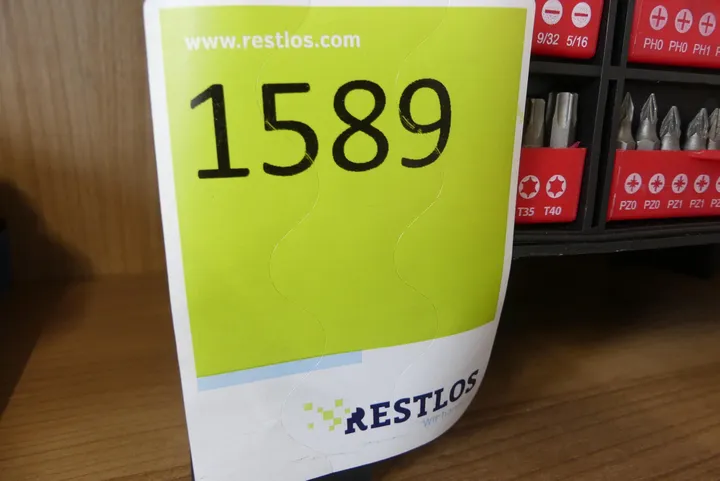 www.restlos.com
1589
RESTLOS
9/32 5/16
PH0 PH0 PH1
T35 T40
PZ0 PZ0 PZ1 PZ1